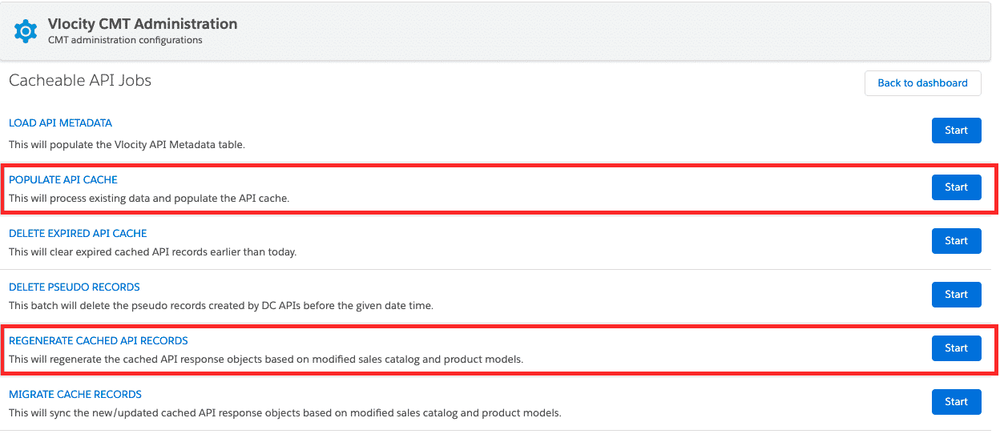 Vlocity CMT Administration
CMT administration configurations
Cacheable API Jobs
Back to dashboard
LOAD API METADATA
This will populate the Vlocity API Metadata table.
Start
POPULATE API CACHE
This will process existing data and populate the API cache.
Start
DELETE EXPIRED API CACHE
This will clear expired cached API records earlier than today.
Start
DELETE PSEUDO RECORDS
This batch will delete the pseudo records created by DC APIs before the given date time.
Start
REGENERATE CACHED API RECORDS
This will regenerate the cached API response objects based on modified sales catalog and product models.
Start
MIGRATE CACHE RECORDS
This will sync the new/updated cached API response objects based on modified sales catalog and product models.
Start